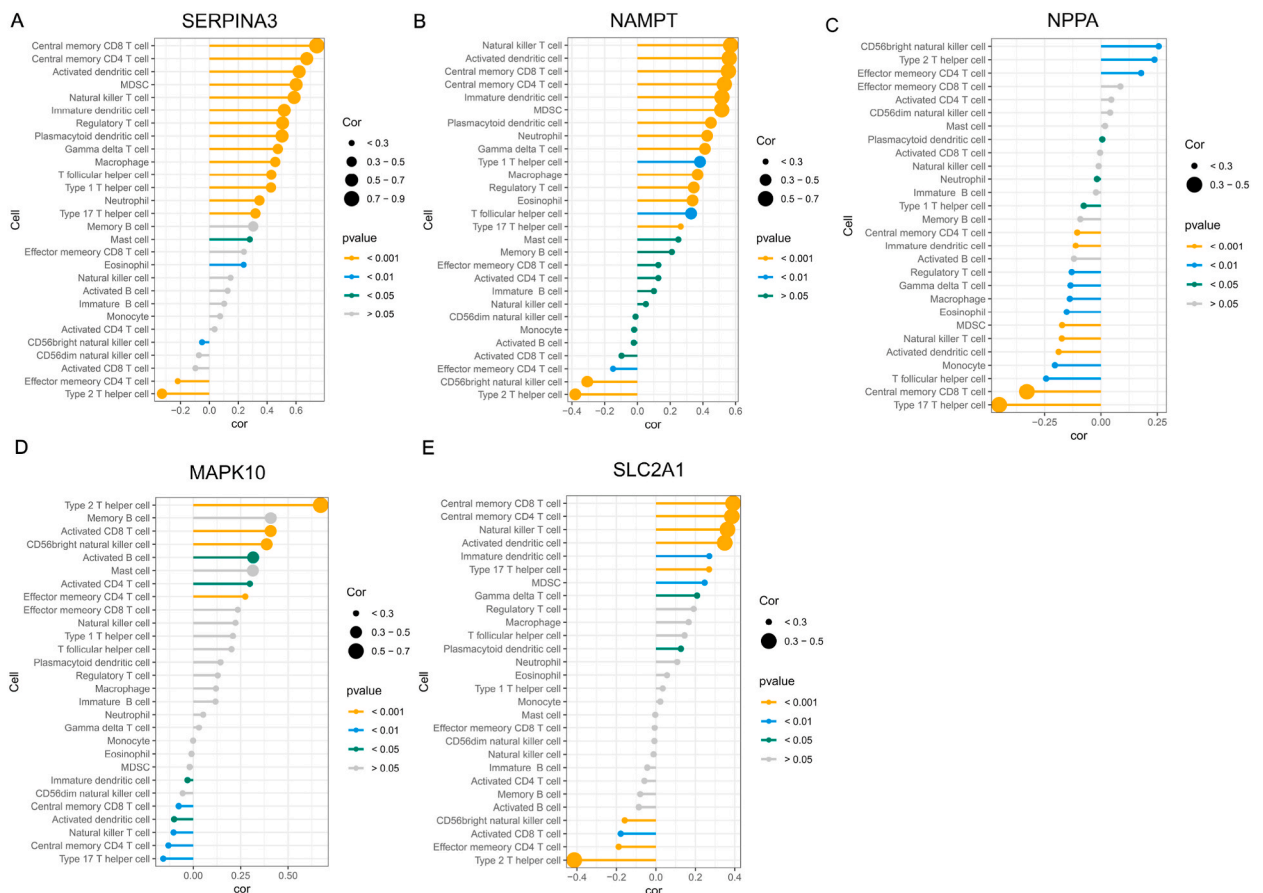 A
SERPINA3
Cell
Central memory CD8 T cell
Central memory CD4 T cell
Activated dendritic cell
MDSC
Natural killer T cell
Immature dendritic cell
Regulatory T cell
Plasmacytoid dendritic cell
Gamma delta T cell
Macrophage
T follicular helper cell
Type 1 T helper cell
Neutrophil
Type 17 T helper cell
Memory B cell
Mast cell
Effector memeory CD8 T cell
Eosinophil
Natural killer cell
Activated B cell
Immature B cell
Monocyte
Activated CD4 T cell
CD56bright natural killer cell
CD56dim natural killer cell
Activated CD8 T cell
Effector memeory CD4 T cell
Type 2 T helper cell
−0.2 0.0 0.2 0.4 0.6
cor
Cor
< 0.3
0.3 − 0.5
0.5 − 0.7
0.7 − 0.9
pvalue
< 0.001
< 0.01
< 0.05
> 0.05
B
NAMPT
Cell
Natural killer T cell
Activated dendritic cell
Central memory CD8 T cell
Central memory CD4 T cell
Immature dendritic cell
MDSC
Plasmacytoid dendritic cell
Neutrophil
Gamma delta T cell
Type 1 T helper cell
Macrophage
Regulatory T cell
Eosinophil
T follicular helper cell
Type 17 T helper cell
Mast cell
Memory B cell
Effector memeory CD8 T cell
Activated CD4 T cell
Immature B cell
Natural killer cell
CD56dim natural killer cell
Monocyte
Activated B cell
Activated CD8 T cell
Effector memeory CD4 T cell
CD56bright natural killer cell
Type 2 T helper cell
−0.4 −0.2 0.0 0.2 0.4 0.6
cor
Cor
< 0.3
0.3 − 0.5
0.5 − 0.7
pvalue
< 0.001
< 0.01
> 0.05
C
NPPA
Cell
CD56bright natural killer cell
Type 2 T helper cell
Effector memeory CD4 T cell
Effector memeory CD8 T cell
Activated CD4 T cell
CD56dim natural killer cell
Mast cell
Plasmacytoid dendritic cell
Activated CD8 T cell
Natural killer cell
Neutrophil
Immature B cell
Type 1 T helper cell
Memory B cell
Central memory CD4 T cell
Immature dendritic cell
Activated B cell
Regulatory T cell
Gamma delta T cell
Macrophage
Eosinophil
MDSC
Natural killer T cell
Activated dendritic cell
Monocyte
T follicular helper cell
Central memory CD8 T cell
Type 17 T helper cell
−0.25 0.00 0.25
cor
Cor
< 0.3
0.3 − 0.5
pvalue
< 0.001
< 0.01
< 0.05
> 0.05
D
MAPK10
Cell
Type 2 T helper cell
Memory B cell
Activated CD8 T cell
CD56bright natural killer cell
Activated B cell
Mast cell
Activated CD4 T cell
Effector memeory CD4 T cell
Effector memeory CD8 T cell
Natural killer cell
Type 1 T helper cell
T follicular helper cell
Plasmacytoid dendritic cell
Regulatory T cell
Macrophage
Immature B cell
Neutrophil
Gamma delta T cell
Monocyte
Eosinophil
MDSC
Immature dendritic cell
CD56dim natural killer cell
Central memory CD8 T cell
Activated dendritic cell
Natural killer T cell
Central memory CD4 T cell
Type 17 T helper cell
0.00 0.25 0.50
cor
Cor
< 0.3
0.3 − 0.5
0.5 − 0.7
pvalue
< 0.001
< 0.01
< 0.05
> 0.05
E
SLC2A1
Cell
Central memory CD8 T cell
Central memory CD4 T cell
Natural killer T cell
Activated dendritic cell
Immature dendritic cell
Type 17 T helper cell
MDSC
Gamma delta T cell
Regulatory T cell
Macrophage
T follicular helper cell
Plasmacytoid dendritic cell
Neutrophil
Eosinophil
Type 1 T helper cell
Monocyte
Mast cell
Effector memeory CD8 T cell
CD56dim natural killer cell
Natural killer cell
Immature B cell
Activated CD4 T cell
Memory B cell
Activated B cell
CD56bright natural killer cell
Activated CD8 T cell
Effector memeory CD4 T cell
Type 2 T helper cell
−0.4 −0.2 0.0 0.2 0.4
cor
Cor
< 0.3
0.3 − 0.5
pvalue
< 0.001
< 0.01
< 0.05
> 0.05